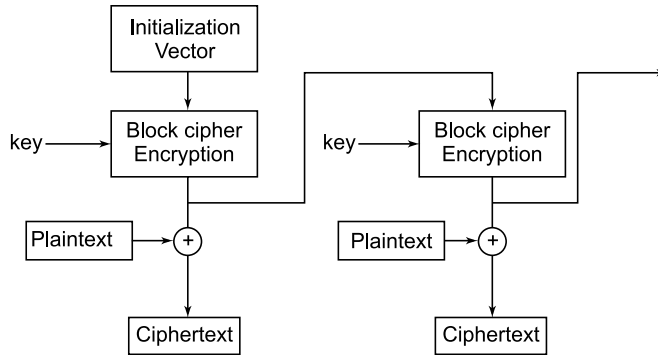 Initialization
Vector
key
Block cipher
Encryption
key
Block cipher
Encryption
Plaintext
+
Plaintext
+
Ciphertext
Ciphertext